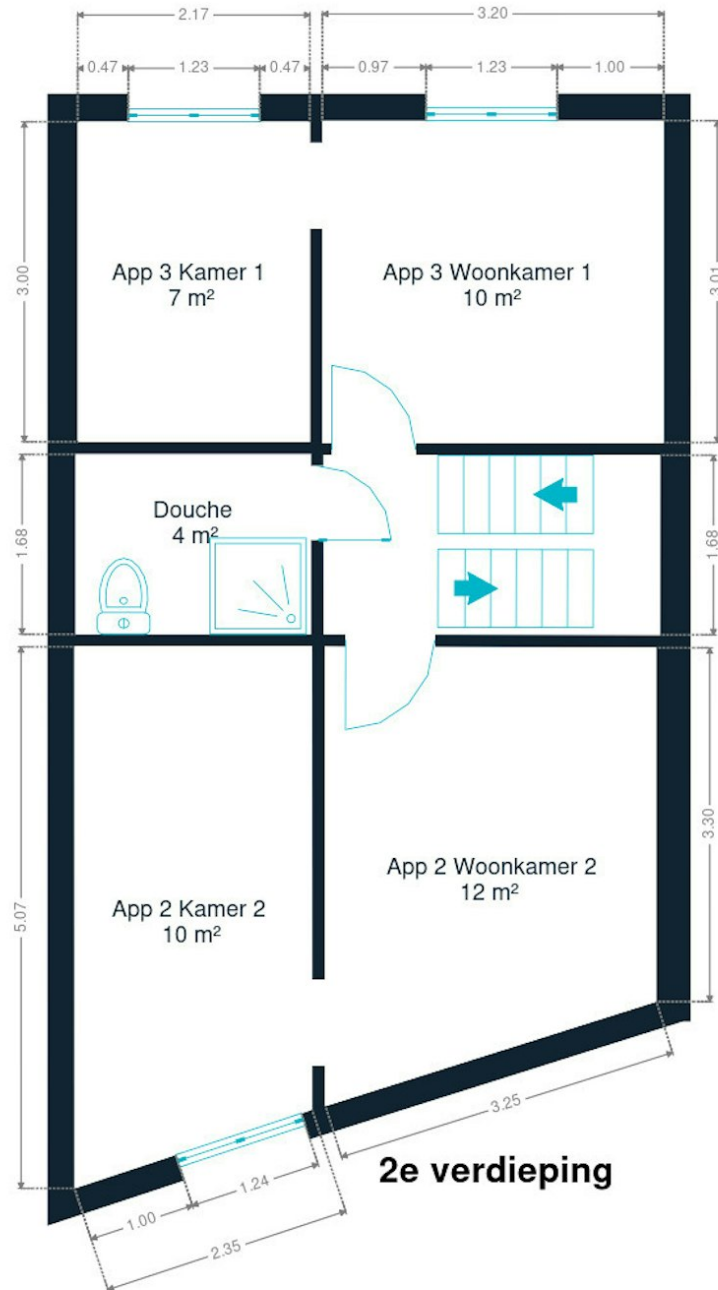 2.17
3.20
0.47
1.23
0.47
0.97
1.23
1.00
3.00
App 3 Kamer 1
7 m²
App 3 Woonkamer 1
10 m²
3.01
1.68
Douche
4 m²
1.68
5.07
App 2 Kamer 2
10 m²
App 2 Woonkamer 2
12 m²
3.30
3.25
1.00
1.24
2.35
2e verdieping